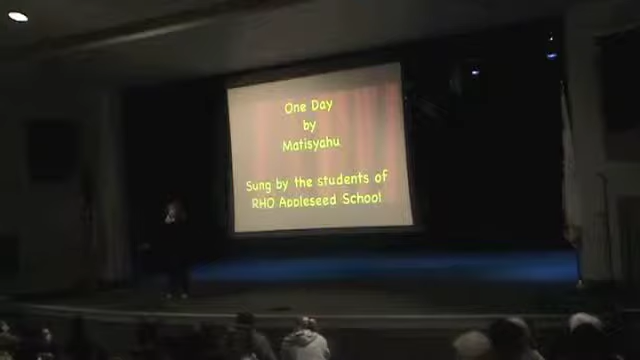 One Day
by
Matisyahu
Sung by the students of
RHO Appleseed School